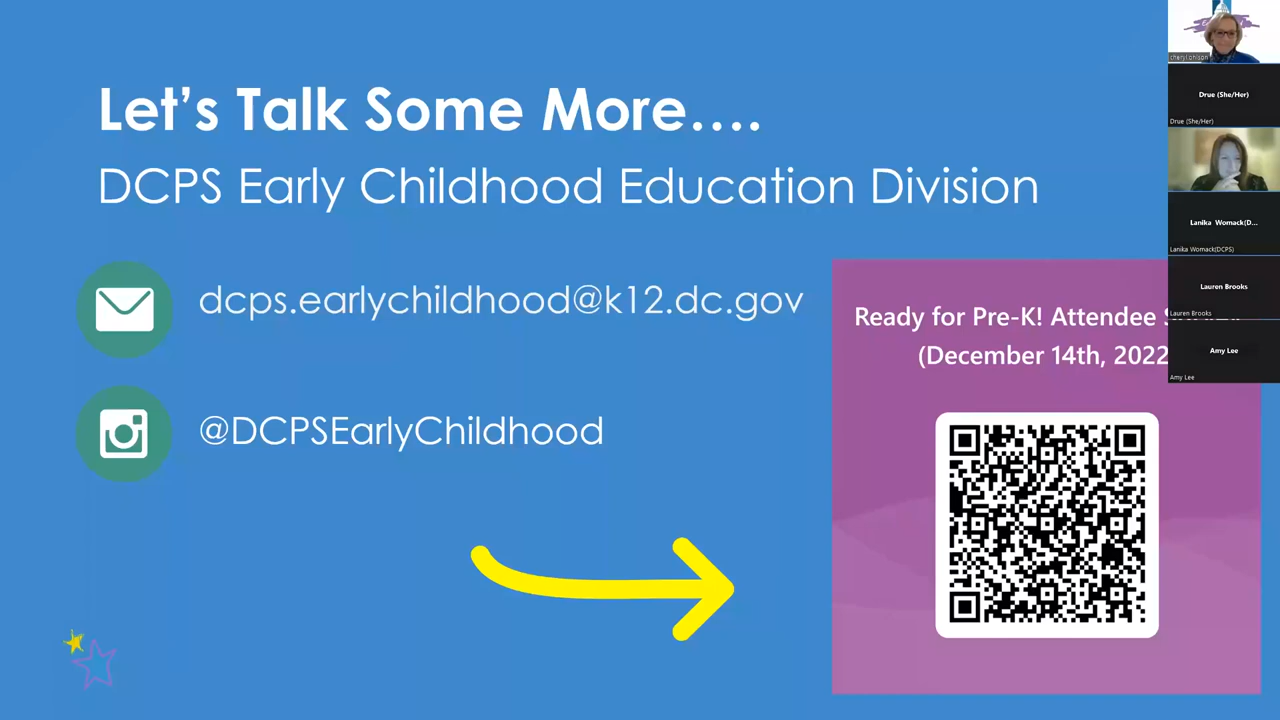 Let's Talk Some More....
DCPS Early Childhood Education Division
dcps.earlychildhood@k12.dc.gov
@DCPSEarlyChildhood
Ready for Pre-K! Attendee
(December 14th, 2022
cheryl ohlson
Drue (She/Her)
Drue (She/Her)
Lanika Womack(D...
Lanika Womack(DCPS)
Lauren Brooks
Lauren Brooks
Amy Lee
Amy Lee